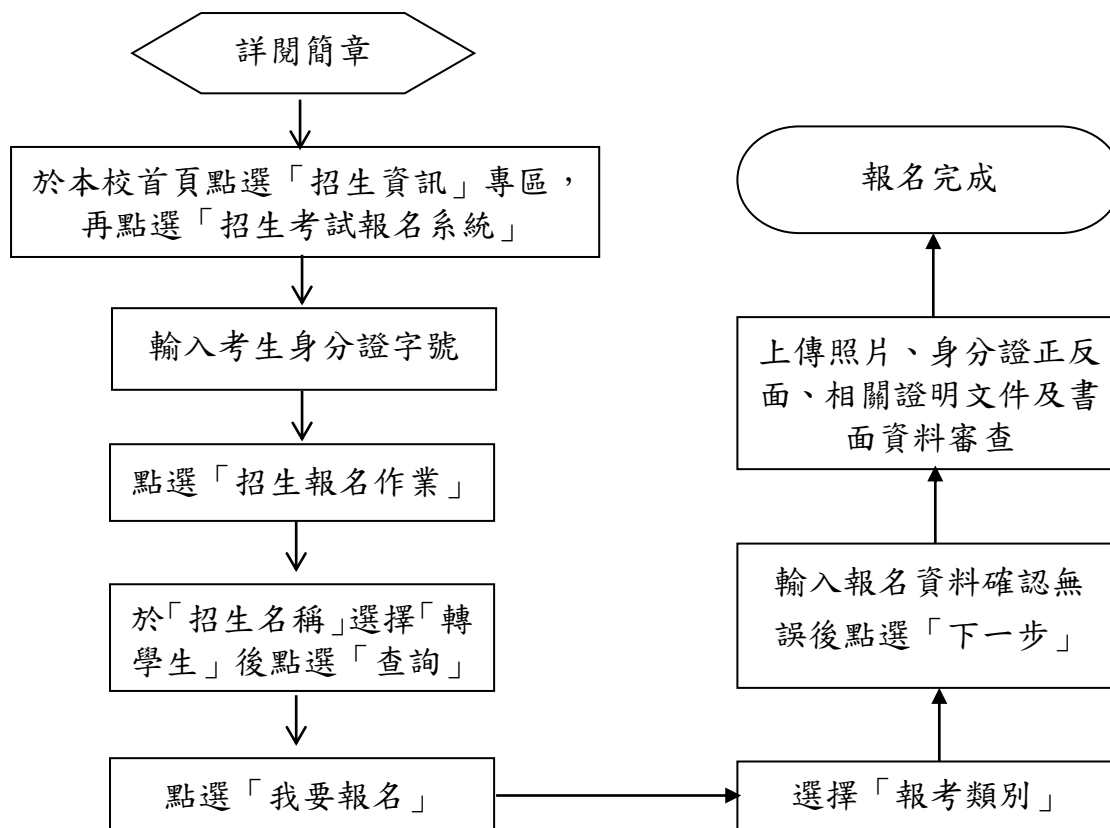 詳閱簡章
於本校首頁點選「招生資訊」專區，
再點選「招生考試報名系統」
輸入考生身分證字號
點選「招生報名作業」
於「招生名稱」選擇「轉
學生」後點選「查詢」
點選「我要報名」
選擇「報考類別」
輸入報名資料確認無
誤後點選「下一步」
上傳照片、身分證正反
面、相關證明文件及書
面資料審查
報名完成